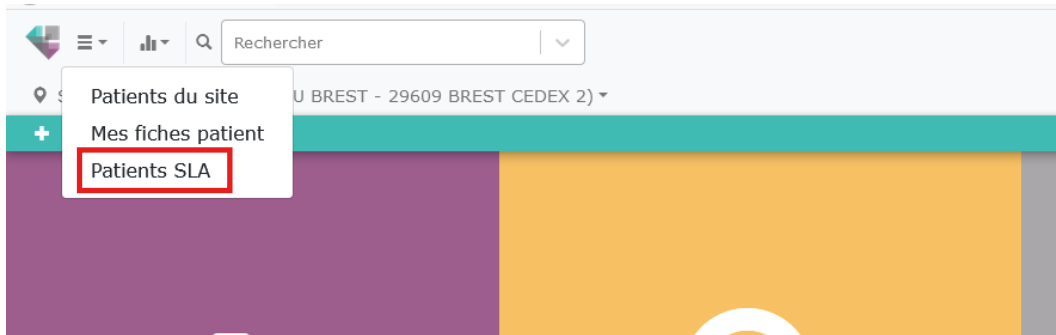 Rechercher
Patients du site
U BREST - 29609 BREST CEDEX 2)
Mes fiches patient
Patients SLA